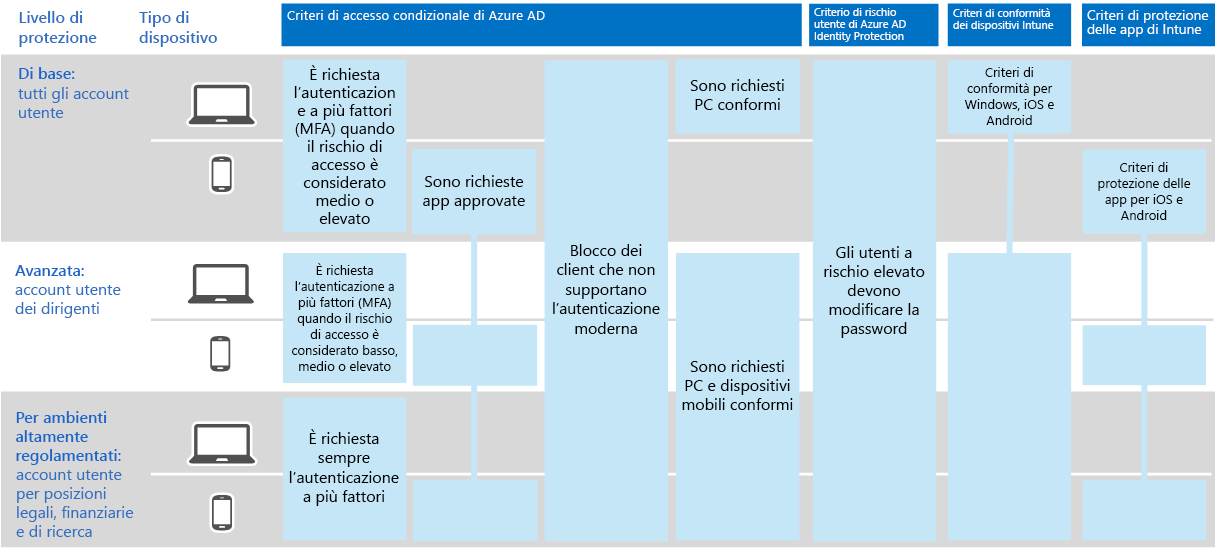 Livello di
protezione
Tipo di
dispositivo
Criteri di accesso condizionale di Azure AD
Criterio di rischio
utente di Azure AD
Identity Protection
Criteri di conformità
dei dispositivi Intune
Criteri di protezione
delle app di Intune
Di base:
tutti gli account
utente
È richiesta
l'autenticazion
e a più fattori
(MFA) quando
il rischio di
accesso è
considerato
medio o
elevato
Sono richieste
app approvate
Blocco dei
client che non
supportano
l'autenticazione
moderna
Sono richiesti
PC conformi
Gli utenti a
rischio elevato
devono
modificare la
password
Criteri di
conformità per
Windows, iOS e
Android
Criteri di
protezione delle
app per iOS e
Android
Avanzata:
account utente
dei dirigenti
È richiesta
l'autenticazione a
più fattori (MFA)
quando il rischio
di accesso è
considerato basso,
medio o elevato
Sono richiesti
PC e dispositivi
mobili conformi
Per ambienti
altamente
regolamentati:
account utente
per posizioni
legali, finanziarie
e di ricerca
È richiesta
sempre
l'autenticazione
a più fattori